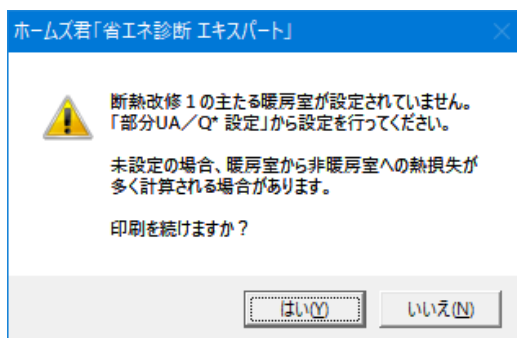 ホームズ君「省エネ診断 エキスパート」
断熱改修１の主たる暖房室が設定されていません。
「部分UA／Q* 設定」から設定を行ってください。
未設定の場合、暖房室から非暖房室への熱損失が
多く計算される場合があります。
印刷を続けますか？
はい(Y)
いいえ(N)